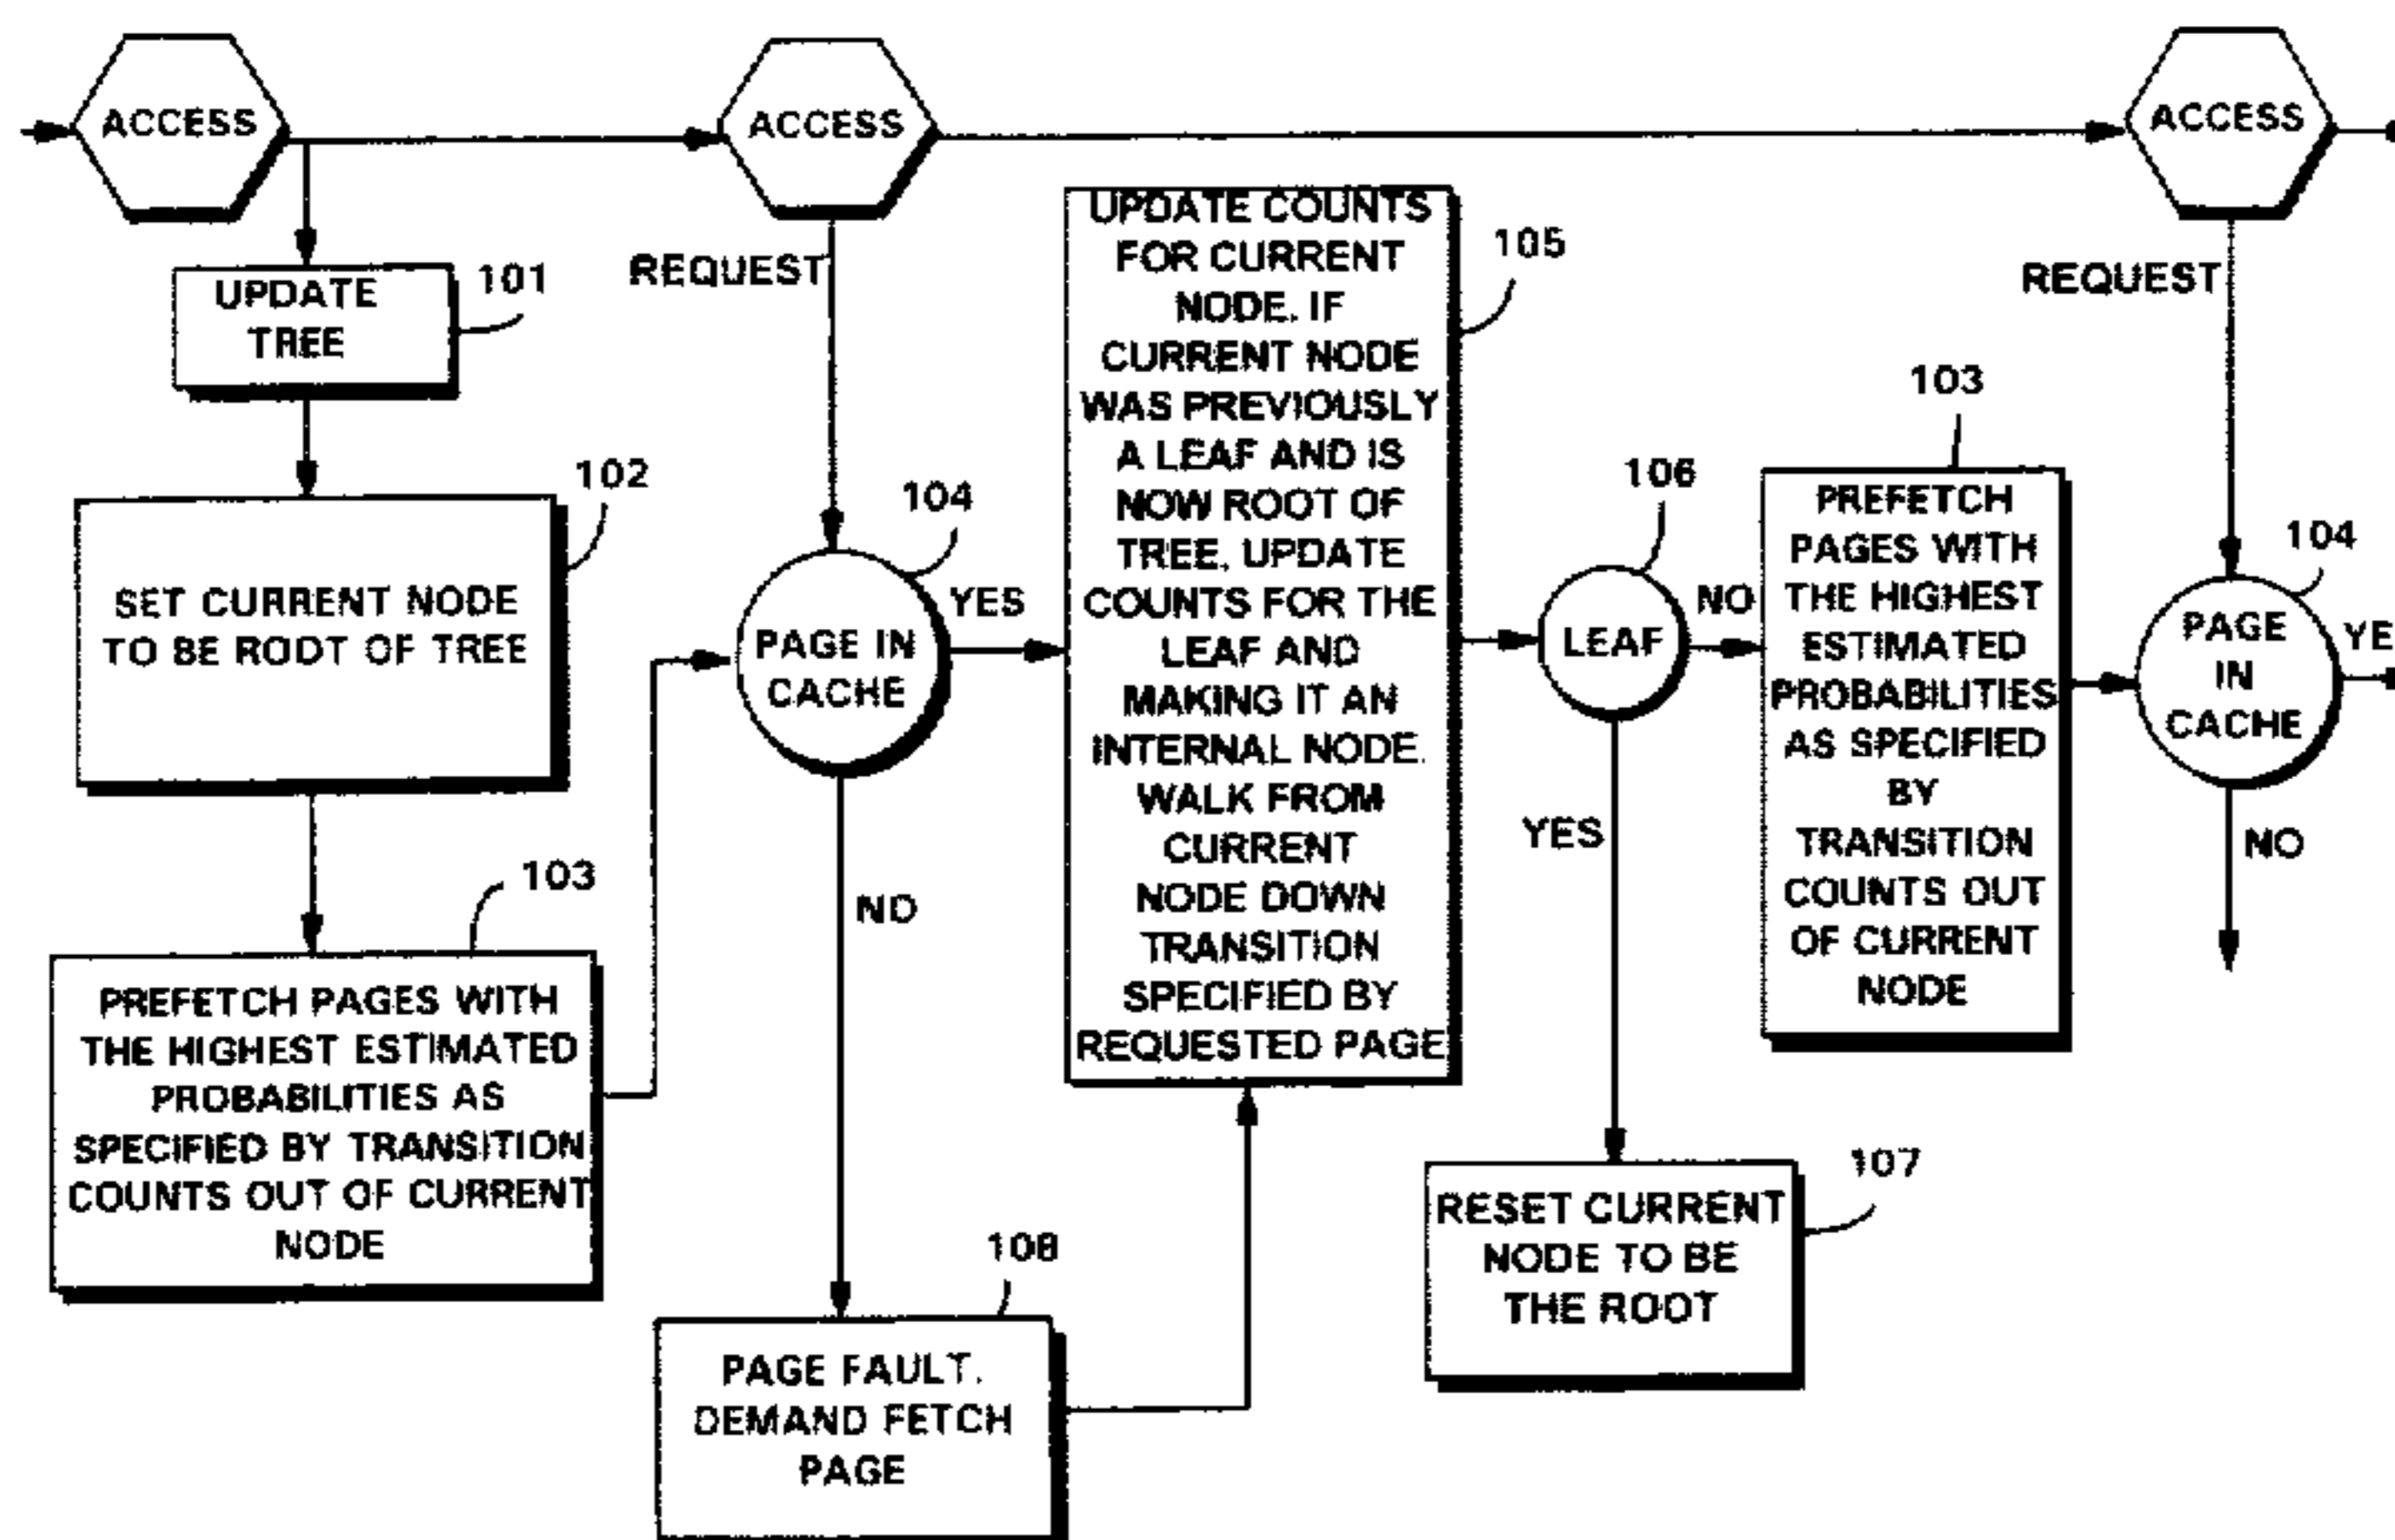 ACCESS
ACCESS
ACCESS
UPDATE
TREE
101
SET CURRENT NODE
TO BE ROOT OF TREE
102
PREFETCH PAGES WITH
THE HIGHEST ESTIMATED
PROBABILITIES AS
SPECIFIED BY TRANSITION
COUNTS OUT OF CURRENT
NODE
103
REQUEST
PAGE IN
CACHE
104
YES
NO
PAGE FAULT.
DEMAND FETCH
PAGE
108
UPDATE COUNTS
FOR CURRENT
NODE. IF
CURRENT NODE
WAS PREVIOUSLY
A LEAF AND IS
NOW ROOT OF
TREE, UPDATE
COUNTS FOR THE
LEAF AND
MAKING IT AN
INTERNAL NODE.
WALK FROM
CURRENT
NODE DOWN
TRANSITION
SPECIFIED BY
REQUESTED PAGE
105
LEAF
106
NO
YES
RESET CURRENT
NODE TO BE
THE ROOT
107
PREFETCH
PAGES WITH
THE HIGHEST
ESTIMATED
PROBABILITIES
AS SPECIFIED
BY
TRANSITION
COUNTS OUT
OF CURRENT
NODE
103
REQUEST
PAGE
IN
CACHE
104
YE
NO